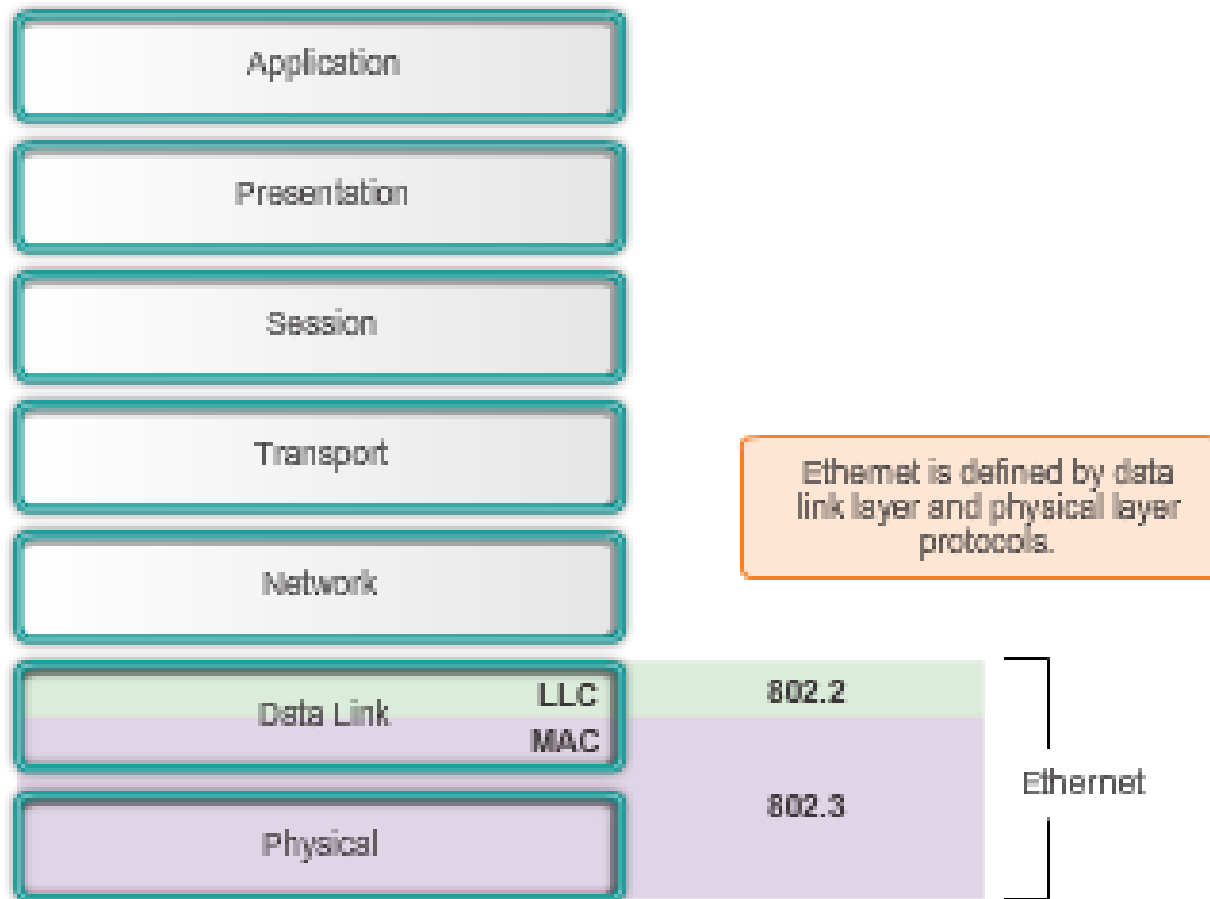 Application
Presentation
Session
Transport
Ethernet is defined by data
link layer and physical layer
protocols.
Network
Data Link
LLC
802.2
MAC
802.3
Ethernet
Physical